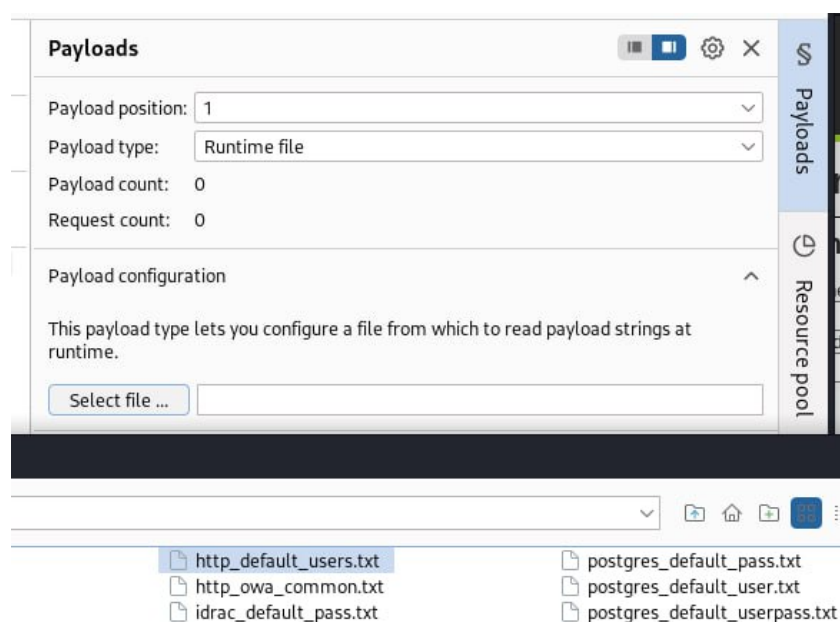 Payloads
§
Payload position: 1
Payloads
Payload type: Runtime file
Payload count: 0
Request count: 0
Payload configuration
Resource pool
This payload type lets you configure a file from which to read payload strings at
runtime.
Select file ...
http_default_users.txt
postgres_default_pass.txt
http_owa_common.txt
postgres_default_user.txt
idrac_default_pass.txt
postgres_default_userpass.txt